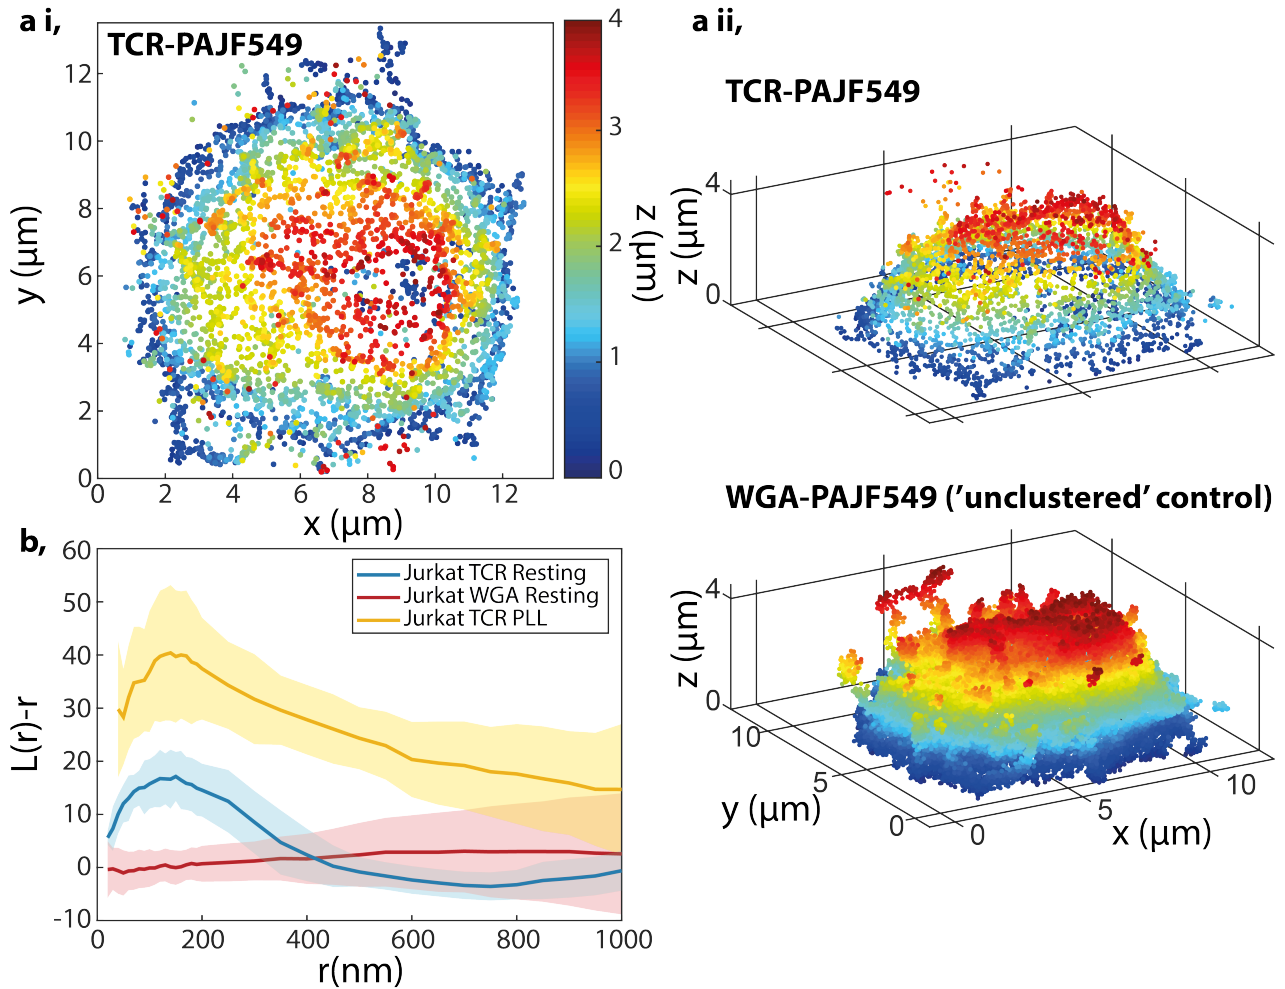 a i,
TCR-PAJF549
12
10
8
6
4
2
0
y (µm)
0 2 4 6 8 10 12
x (µm)
4
3
2
1
0
z (µm)
a ii,
TCR-PAJF549
4
0
z (µm)
WGA-PAJF549 ('unclustered' control)
4
0
z (µm)
10
5
0
y (µm)
0
5
10
x (µm)
b,
60
50
40
30
20
10
0
-10
L(r)-r
Jurkat TCR Resting
Jurkat WGA Resting
Jurkat TCR PLL
0 200 400 600 800 1000
r(nm)